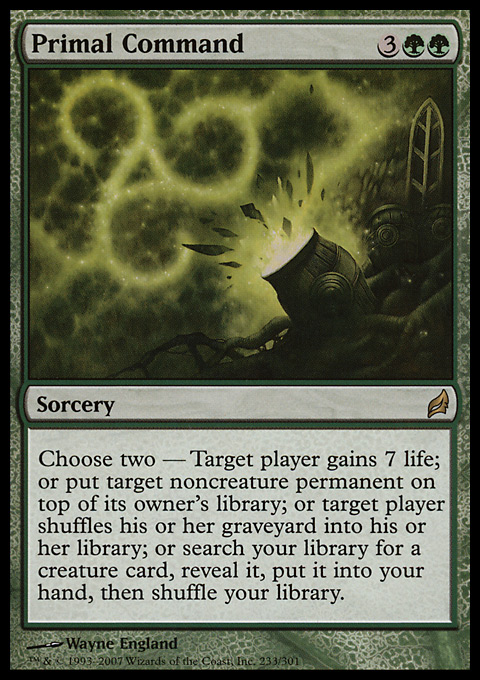 Primal Command 3
Sorcery
Choose two — Target player gains 7 life;
or put target noncreature permanent on
top of its owner's library; or target player
shuffles his or her graveyard into his or
her library; or search your library for a
creature card, reveal it, put it into your
hand, then shuffle your library.
Wayne England
™ & © 1993–2007 Wizards of the Coast, Inc. 233/301